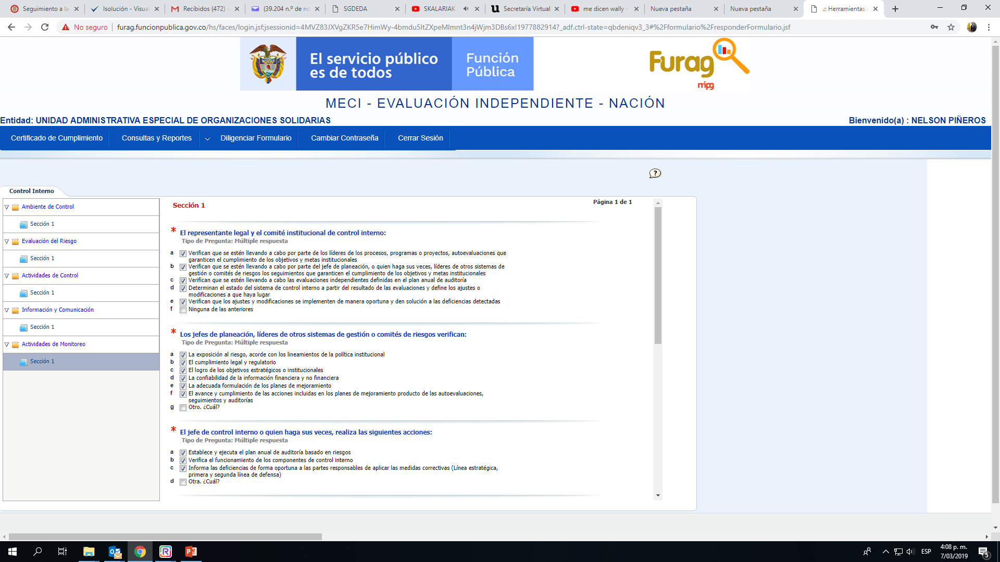 Seguimiento a la
Isolución - Visual
Recibidos (472) -
(39.204 n.º de no
SGDEDA
SKALARIAK
Secretaría Virtual
me dicen wally -
Nueva pestaña
Nueva pestaña
.:: Herramientas
No seguro
furag.funcionpublica.gov.co/hs/faces/login.jsf;jsessionid=4MVZ83JXVgZKR5e7HimWy-4bmdu5ltZXpeMlmnt3n4jWjm3DBs6x!1977882914?_adf.ctrl-state=qbdeniqv3_3#%2Fformulario%2FresponderFormulario.jsf
El servicio público
es de todos
Función
Pública
Furag
mipg
MECI - EVALUACIÓN INDEPENDIENTE - NACIÓN
Entidad: UNIDAD ADMINISTRATIVA ESPECIAL DE ORGANIZACIONES SOLIDARIAS
Bienvenido(a) : NELSON PIÑEROS
Certificado de Cumplimiento
Consultas y Reportes
Diligenciar Formulario
Cambiar Contraseña
Cerrar Sesión
?
Control Interno
Ambiente de Control
Sección 1
Evaluación del Riesgo
Sección 1
Actividades de Control
Sección 1
Información y Comunicación
Sección 1
Actividades de Monitoreo
Sección 1
Sección 1
Página 1 de 1
* El representante legal y el comité institucional de control interno:
Tipo de Pregunta: Múltiple respuesta
a Verifican que se estén llevando a cabo por parte de los líderes de los procesos, programas o proyectos, autoevaluaciones que
garanticen el cumplimiento de los objetivos y metas institucionales
b Verifican que se estén llevando a cabo por parte del jefe de planeación, o quien haga sus veces, líderes de otros sistemas de
gestión o comités de riesgos los seguimientos que garanticen el cumplimiento de los objetivos y metas institucionales
c Verifican que se estén llevando a cabo las evaluaciones independientes definidas en el plan anual de auditoría
d Determinan el estado del sistema de control interno a partir del resultado de las evaluaciones y define los ajustes o
modificaciones a que haya lugar
e Verifican que los ajustes y modificaciones se implementen de manera oportuna y den solución a las deficiencias detectadas
f Ninguna de las anteriores
* Los jefes de planeación, líderes de otros sistemas de gestión o comités de riesgos verifican:
Tipo de Pregunta: Múltiple respuesta
a La exposición al riesgo, acorde con los lineamientos de la política institucional
b El cumplimiento legal y regulatorio
c El logro de los objetivos estratégicos o institucionales
d La confiabilidad de la información financiera y no financiera
e La adecuada formulación de los planes de mejoramiento
f El avance y cumplimiento de las acciones incluidas en los planes de mejoramiento producto de las autoevaluaciones,
seguimientos y auditorías
g Otro. ¿Cuál?
* El jefe de control interno o quien haga sus veces, realiza las siguientes acciones:
Tipo de Pregunta: Múltiple respuesta
a Establece y ejecuta el plan anual de auditoría basado en riesgos
b Verifica el funcionamiento de los componentes de control interno
c Informa las deficiencias de forma oportuna a las partes responsables de aplicar las medidas correctivas (Línea estratégica,
primera y segunda línea de defensa)
d Otra. ¿Cuál?
ESP
4:08 p. m.
7/03/2019
5